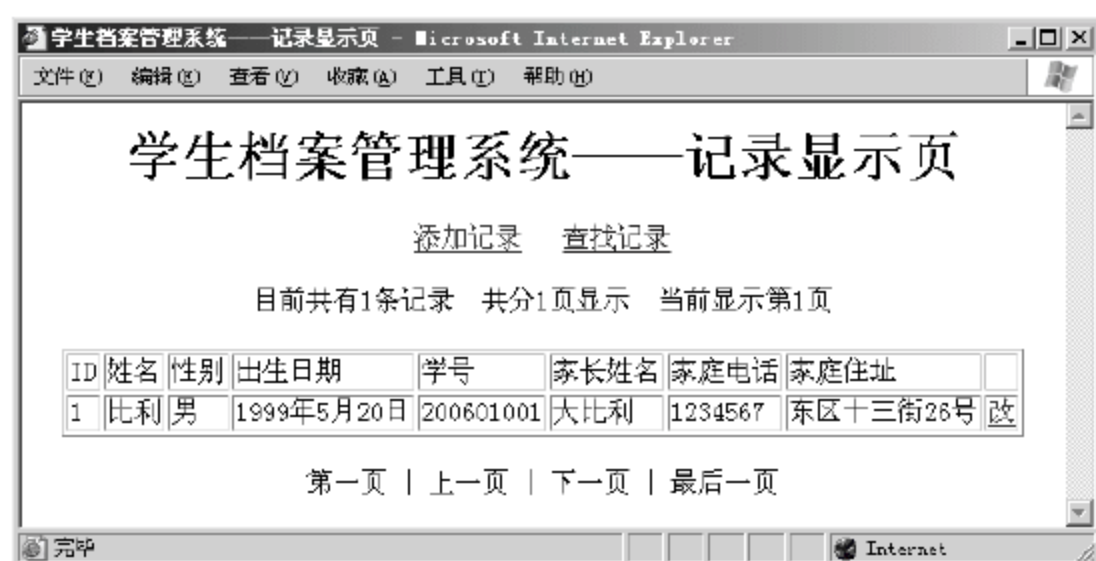 学生档案管理系统——记录显示页 - Microsoft Internet Explorer
文件(F) 编辑(E) 查看(V) 收藏(A) 工具(T) 帮助(H)
学生档案管理系统——记录显示页
添加记录 查找记录
目前共有1条记录 共分1页显示 当前显示第1页
ID 姓名 性别 出生日期 学号 家长姓名 家庭电话 家庭住址
1 比利 男 1999年5月20日 200601001 大比利 1234567 东区十三街26号 改
第一页 | 上一页 | 下一页 | 最后一页
完毕 Internet